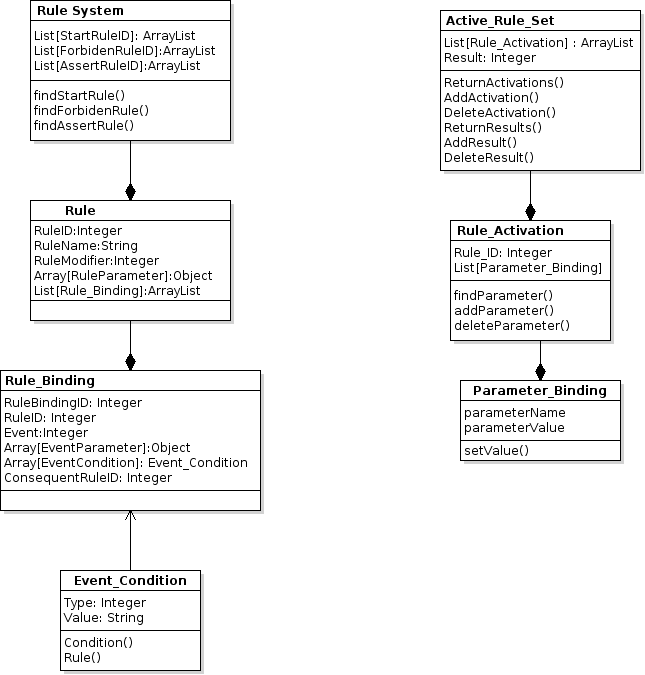 Rule System
List[StartRuleID]: ArrayList
List[ForbidenRuleID]:ArrayList
List[AssertRuleID]:ArrayList
findStartRule()
findForbidenRule()
findAssertRule()
Rule
RuleID:Integer
RuleName:String
RuleModifier:Integer
Array[RuleParameter]:Object
List[Rule_Binding]:ArrayList
Rule_Binding
RuleBindingID: Integer
RuleID: Integer
Event:Integer
Array[EventParameter]:Object
Array[EventCondition]: Event_Condition
ConsequentRuleID: Integer
Event_Condition
Type: Integer
Value: String
Condition()
Rule()
Active_Rule_Set
List[Rule_Activation] : ArrayList
Result: Integer
ReturnActivations()
AddActivation()
DeleteActivation()
ReturnResults()
AddResult()
DeleteResult()
Rule_Activation
Rule_ID: Integer
List[Parameter_Binding]
findParameter()
addParameter()
deleteParameter()
Parameter_Binding
parameterName
parameterValue
setValue()